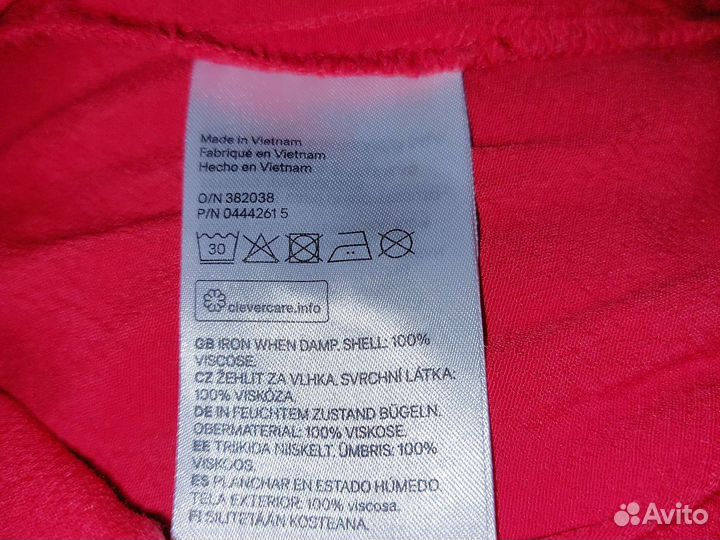 Made in Vietnam
Fabriqué en Vietnam
Hecho en Vietnam
O/N 382038
P/N 0444261 5
30
clevercare.info
GB IRON WHEN DAMP. SHELL: 100%
VISCOSE.
CZ ŽEHLIT ZA VLHKA. SVRCHNÍ LÁTKA:
100% VISKÓZA.
DE IN FEUCHTEM ZUSTAND BÜGELN.
OBERMATERIAL: 100% VISKOSE.
EE TRIIKIDA NIISKELT. ÜMBRIS: 100%
VISKOOS.
ES PLANCHAR EN ESTADO HÚMEDO.
TELA EXTERIOR: 100% viscosa.
FI SILITETÄÄN KOSTEANA.
Avito